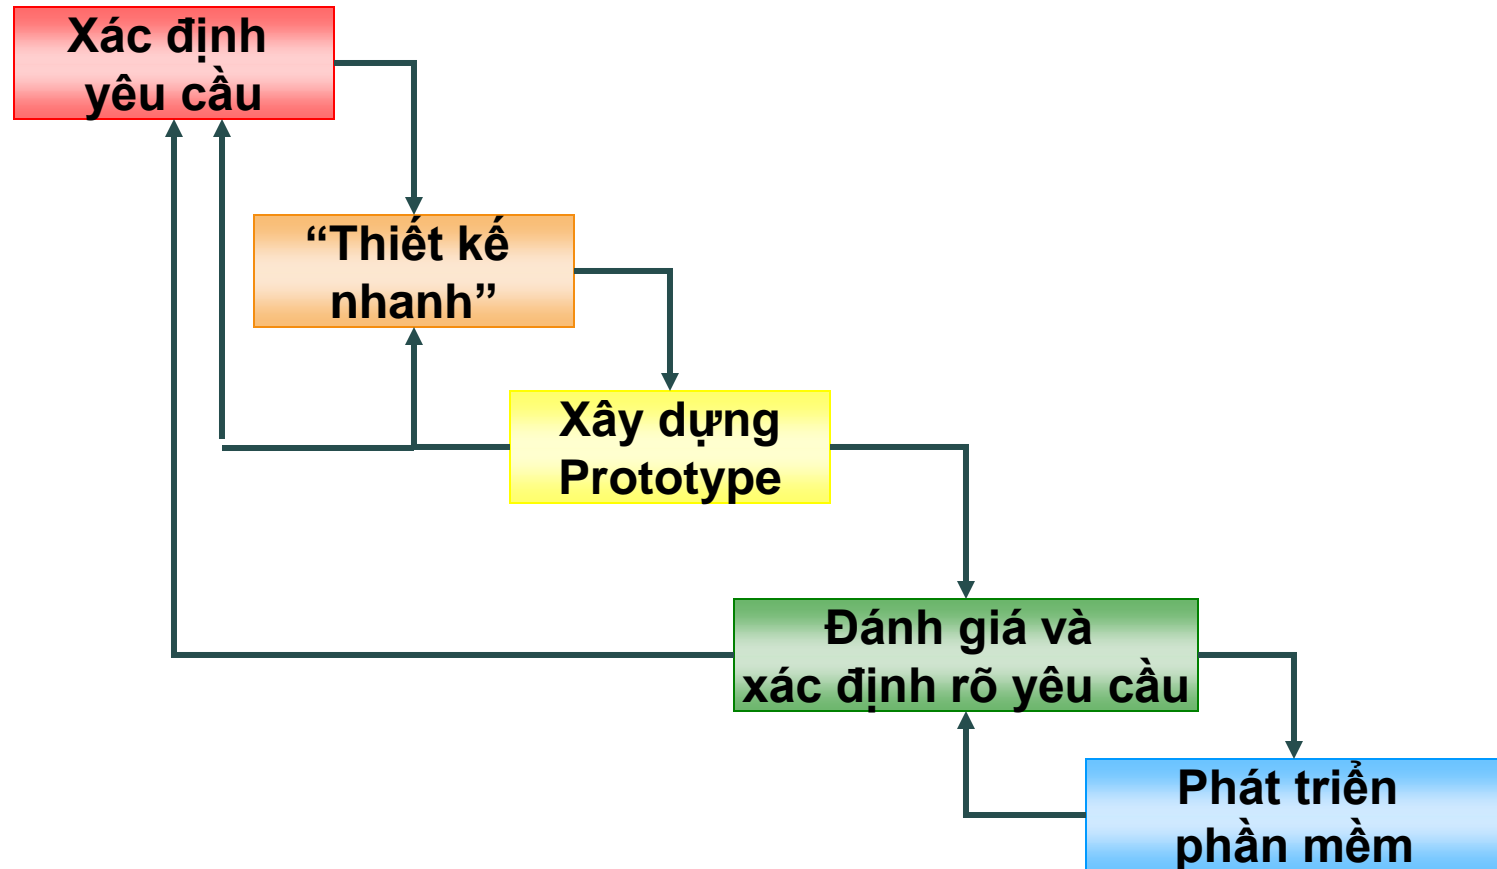 Xác định
yêu cầu
“Thiết kế
nhanh”
Xây dựng
Prototype
Đánh giá và
xác định rõ yêu cầu
Phát triển
phần mềm